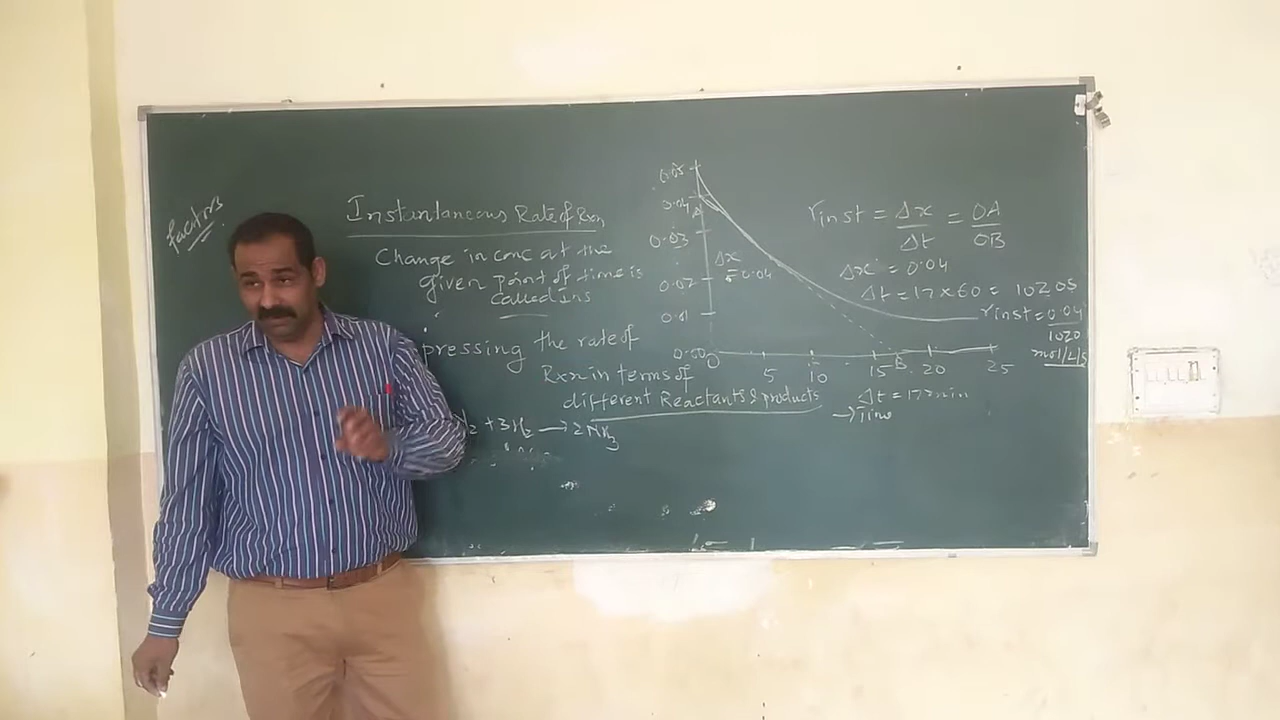 Factors
Instantaneous Rate of Rxn
Change in conc at the
given point of time is
called Ins
pressing the rate of
Rxn in terms of
different Reactants & products
2 + 3H2 → 2NH3
0.05
0.04
A
0.03
0.02
0.01
0.00
O
5
10
15
B
20
25
Δx
= 0.04
Δt = 17 min
→ Time
rinst = Δx/Δt = OA/OB
Δx = 0.04
Δt = 17 × 60 = 1020 s
rinst = 0.04
1020
mol/L/s